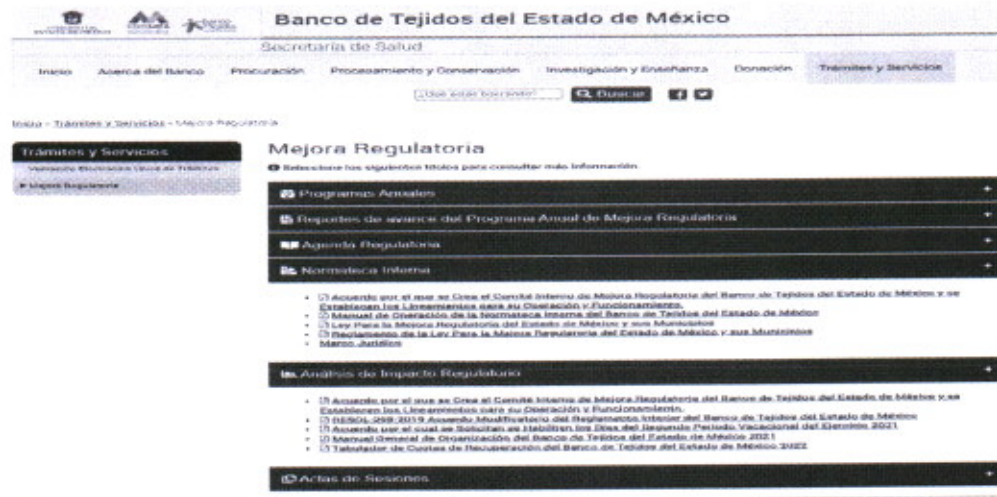 Banco de Tejidos del Estado de México
Secretaría de Salud
Inicio Acerca del Banco Procuración Procesamiento y Conservación Investigación y Enseñanza Donación Trámites y Servicios
¿Qué estás buscando? Buscar
Inicio - Trámites y Servicios - Mejora Regulatoria
Trámites y Servicios
Ventanilla Electrónica Única de Trámites
Mejora Regulatoria
Mejora Regulatoria
Seleccione los siguientes títulos para consultar más información.
Programas Anuales +
Reportes de avance del Programa Anual de Mejora Regulatoria +
Agenda Regulatoria +
Normateca Interna +
Acuerdo por el que se Crea el Comité Interno de Mejora Regulatoria del Banco de Tejidos del Estado de México y se
Establecen los Lineamientos para su Operación y Funcionamiento.
Manual de Operación de la Normateca Interna del Banco de Tejidos del Estado de México
Ley Para la Mejora Regulatoria del Estado de México y sus Municipios
Reglamento de la Ley Para la Mejora Regulatoria del Estado de México y sus Municipios
Marco Jurídico
Análisis de Impacto Regulatorio +
Acuerdo por el que se Crea el Comité Interno de Mejora Regulatoria del Banco de Tejidos del Estado de México y se
Establecen los Lineamientos para su Operación y Funcionamiento.
RESOL-268-2019 Acuerdo Modificatorio del Reglamento Interior del Banco de Tejidos del Estado de México
Acuerdo por el cual se Solicitan se Habiliten los Días del Segundo Periodo Vacacional del Ejercicio 2021
Manual General de Organización del Banco de Tejidos del Estado de México 2021
Tabulador de Cuotas de Recuperación del Banco de Tejidos del Estado de México 2022
Actas de Sesiones +